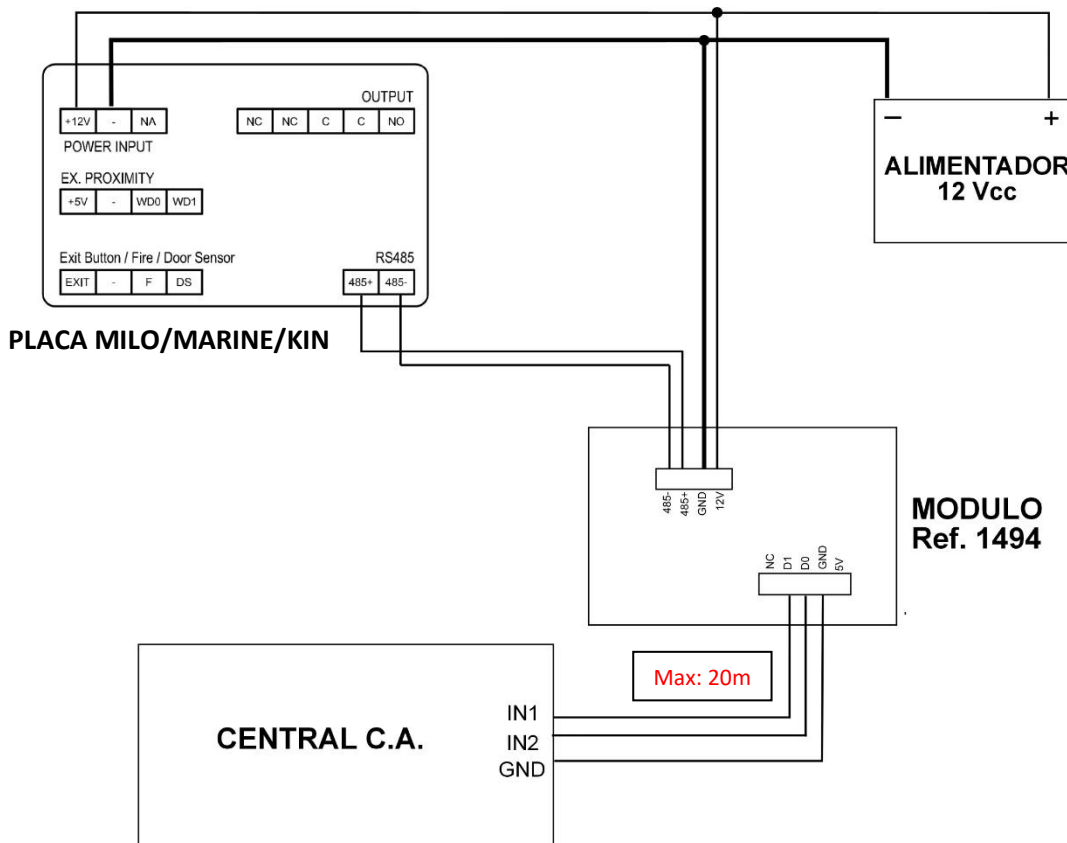 OUTPUT
+12V - NA
NC NC C C NO
POWER INPUT
EX. PROXIMITY
+5V - WD0 WD1
Exit Button / Fire / Door Sensor
RS485
EXIT - F DS
485+ 485-
PLACA MILO/MARINE/KIN
− +
ALIMENTADOR
12 Vcc
485-
485+
GND
12V
MODULO
Ref. 1494
NC
D1
D0
GND
5V
Max: 20m
CENTRAL C.A.
IN1
IN2
GND